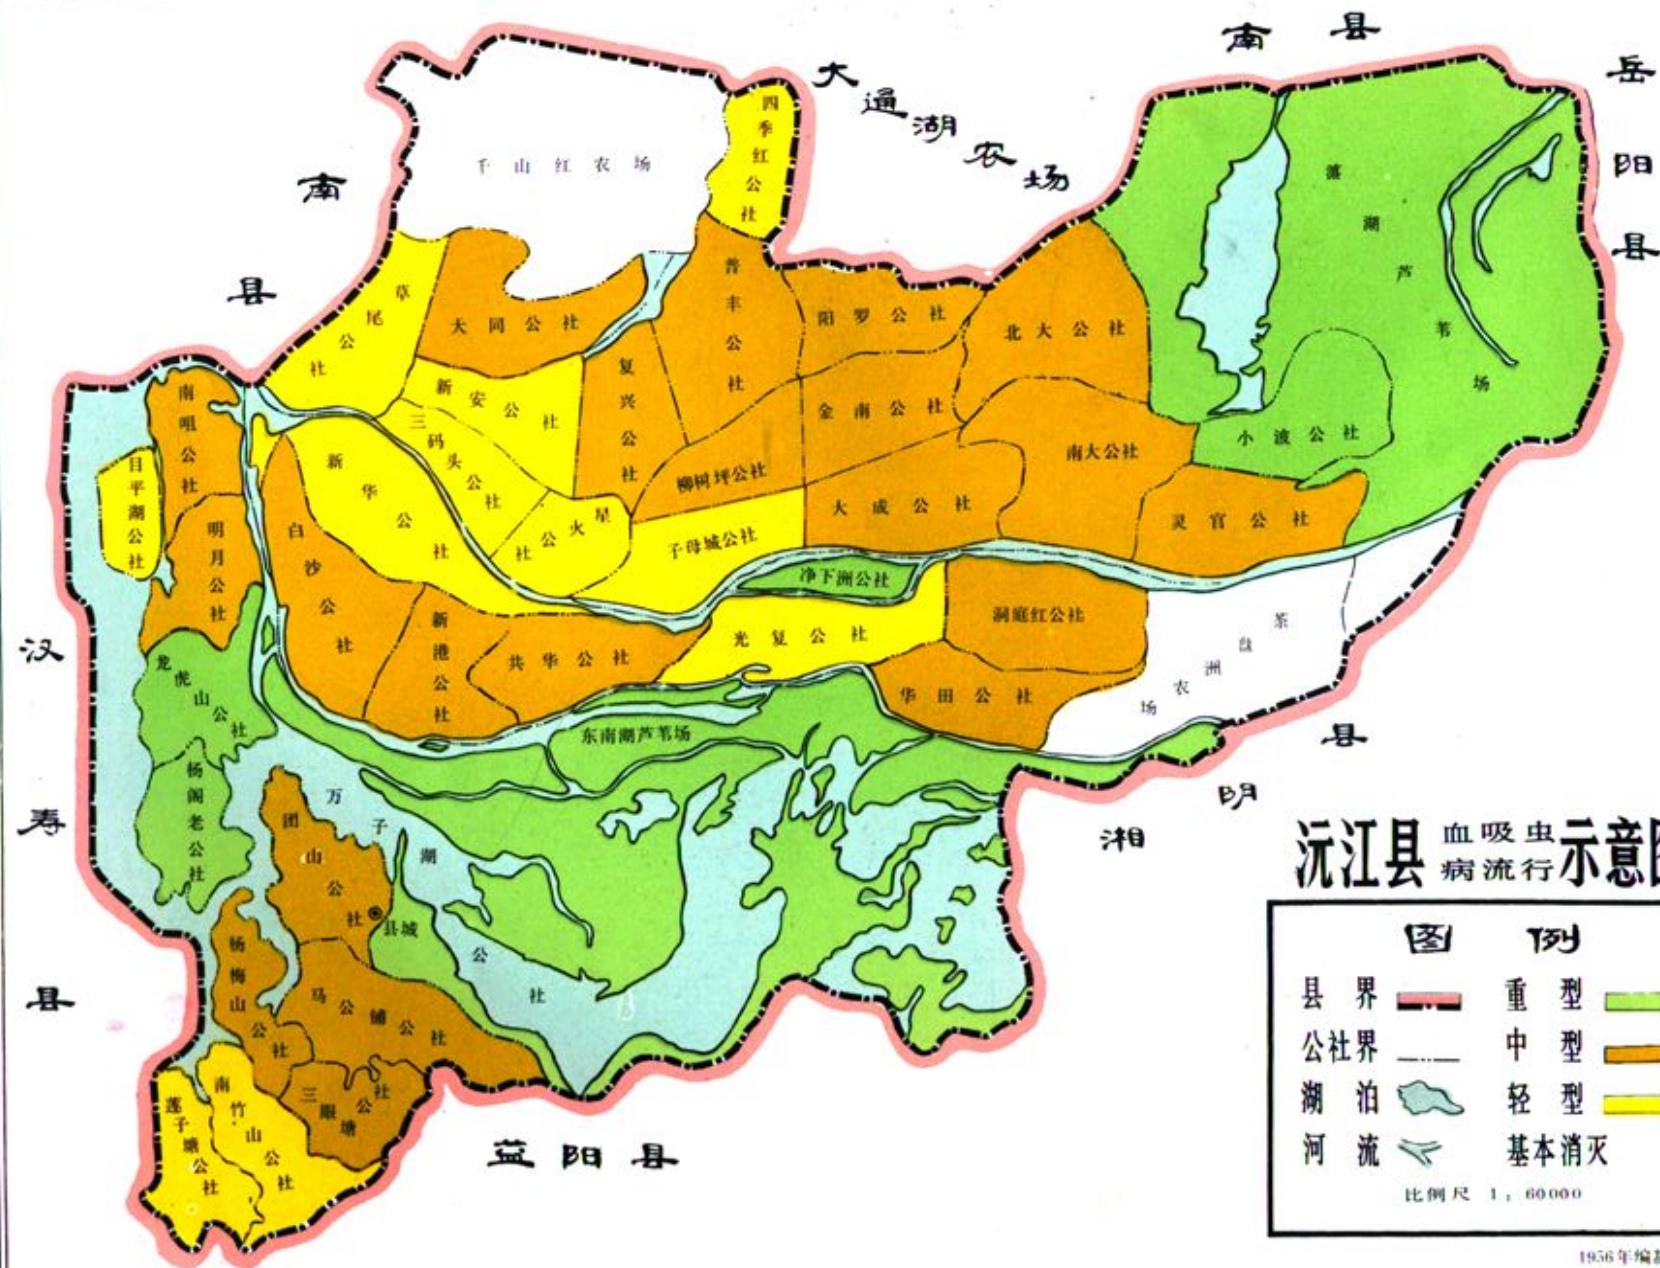 南县
大通湖农场
南县
岳阳县
汉寿县
益阳县
湘阴县
千山红农场
四季红公社
草尾公社
大同公社
普丰公社
阳罗公社
北大公社
漉湖芦苇场
南咀公社
新安公社
复兴公社
金南公社
小波公社
三码头公社
南大公社
目平湖公社
新华公社
柳树坪公社
明月公社
白沙公社
火星公社
子母城公社
大成公社
灵官公社
净下洲公社
新港公社
共华公社
光复公社
洞庭红公社
茶盘洲农场
龙虎山公社
华田公社
东南湖芦苇场
杨阁老公社
万子湖公社
团山公社
县城
杨梅山公社
马公铺公社
三眼塘公社
南竹山公社
莲子塘公社
沅江县血吸虫病流行示意图
图例
县界 重型
公社界 中型
湖泊 轻型
河流 基本消灭
比例尺 1:60000
1956年编